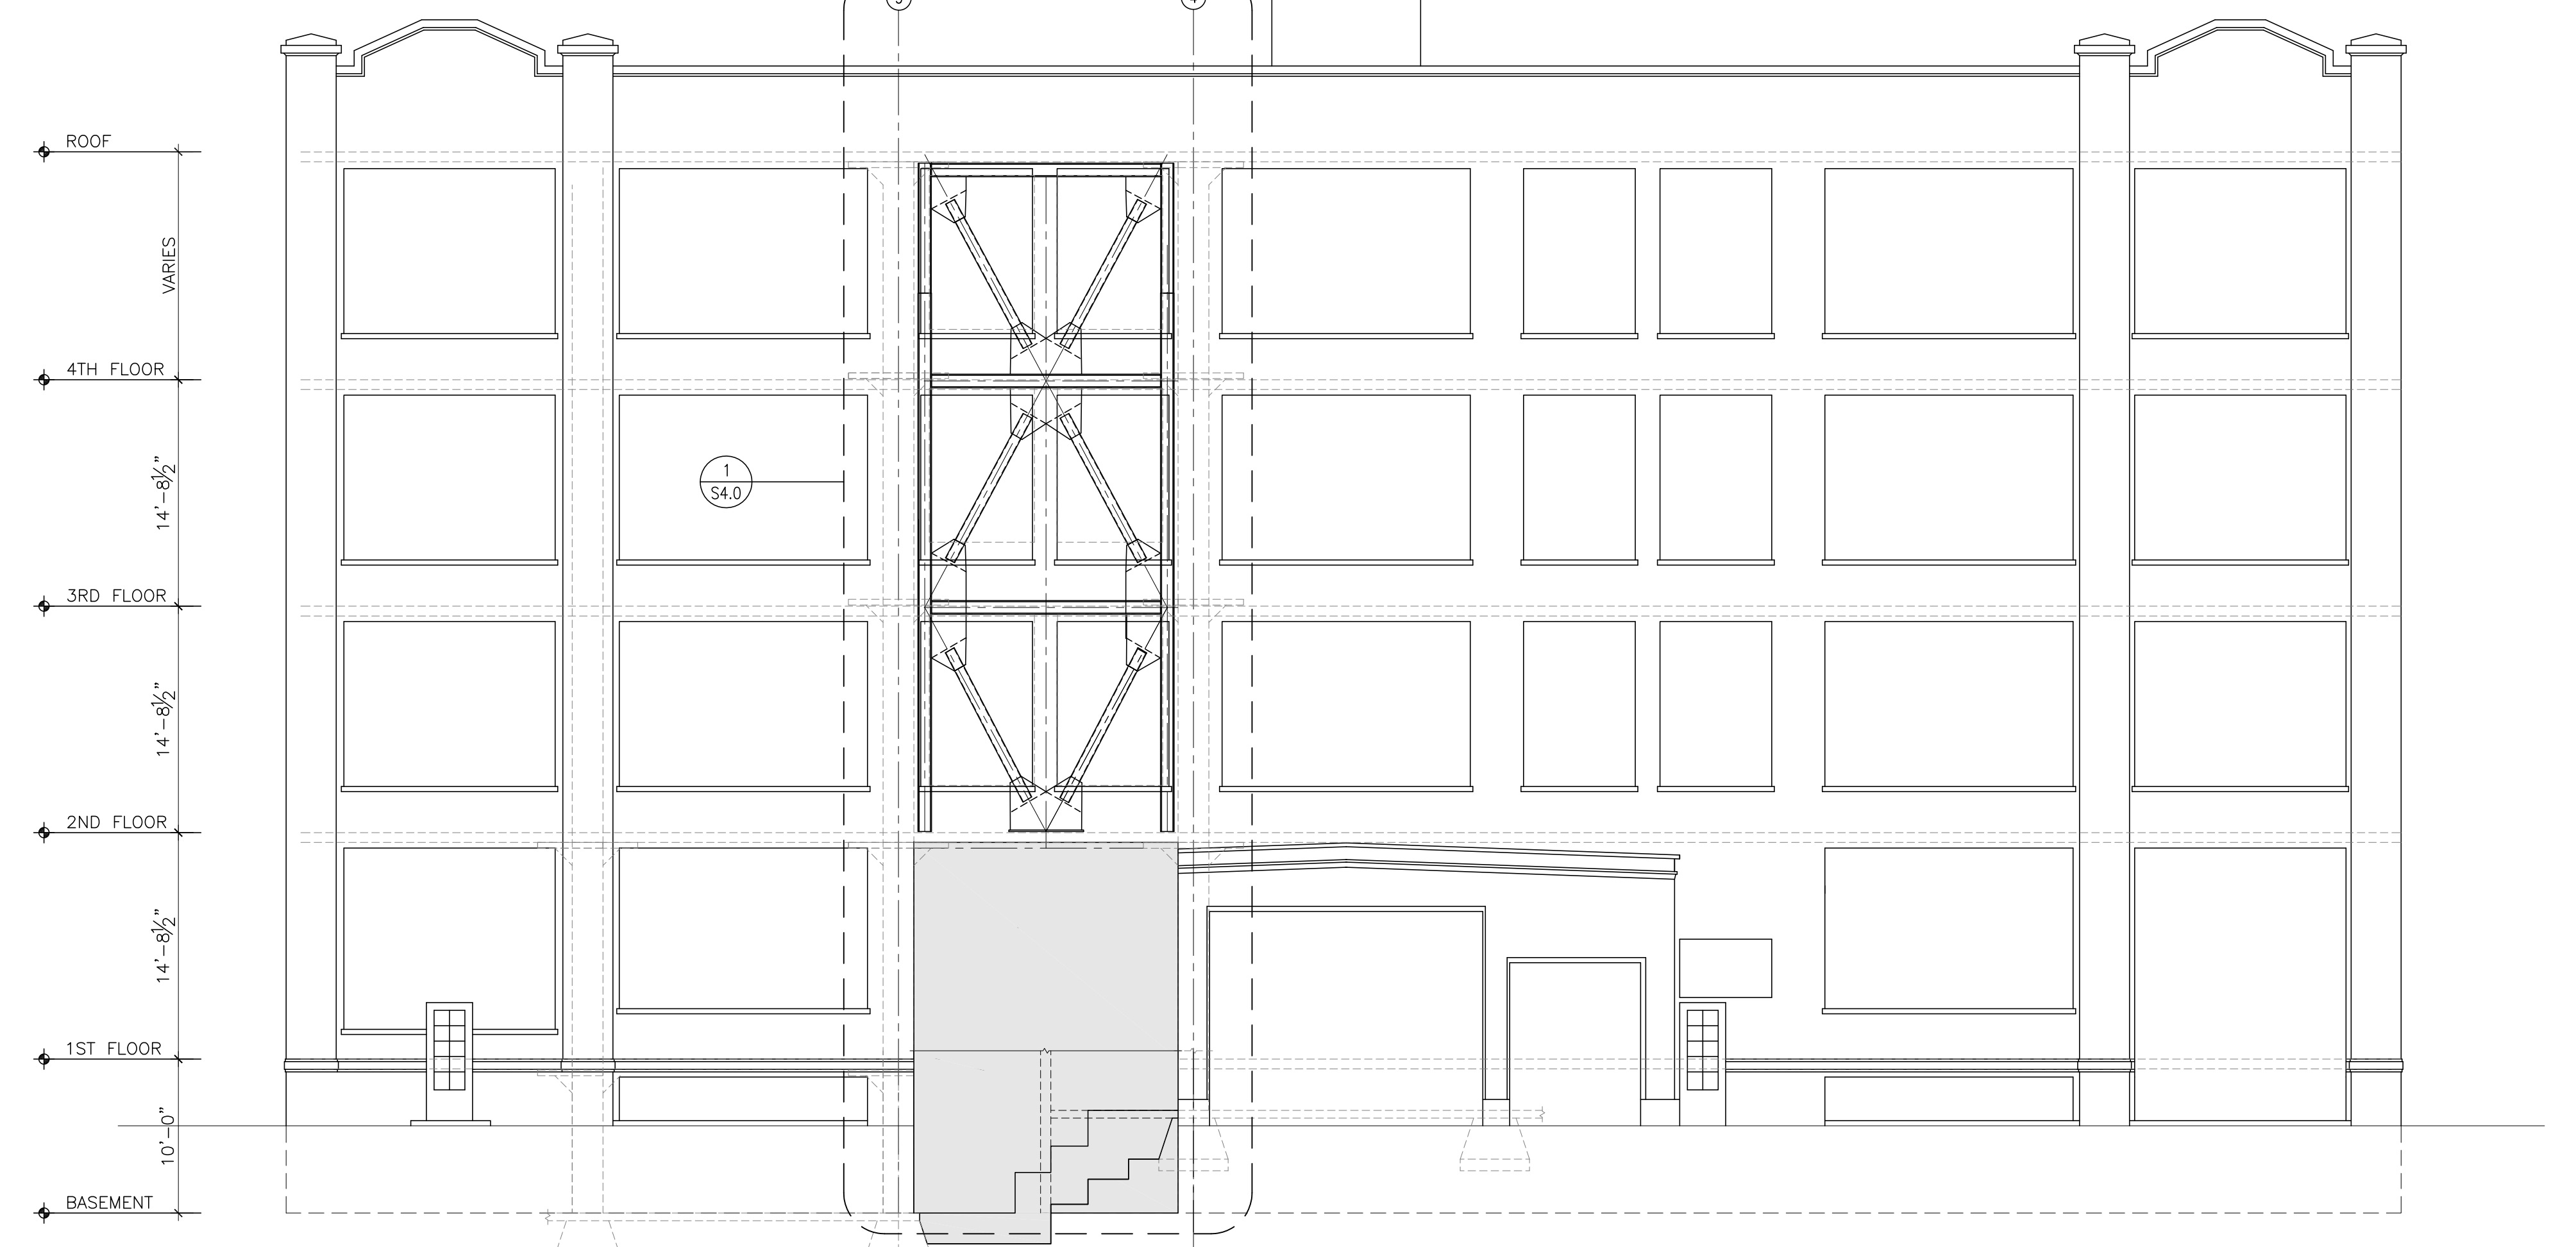 ROOF
VARIES
4TH FLOOR
14'-8½"
1
S4.0
3RD FLOOR
14'-8½"
2ND FLOOR
14'-8½"
1ST FLOOR
10'-0"
BASEMENT